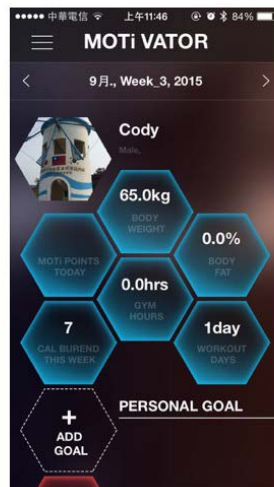 中華電信 上午11:46 84%
MOTi VATOR
9月., Week_3, 2015
Cody
Male,
65.0kg
BODY
WEIGHT
0.0%
BODY
FAT
MOTi POINTS
TODAY
0.0hrs
GYM
HOURS
7
CAL BUREND
THIS WEEK
1day
WORKOUT
DAYS
+
ADD
GOAL
PERSONAL GOAL